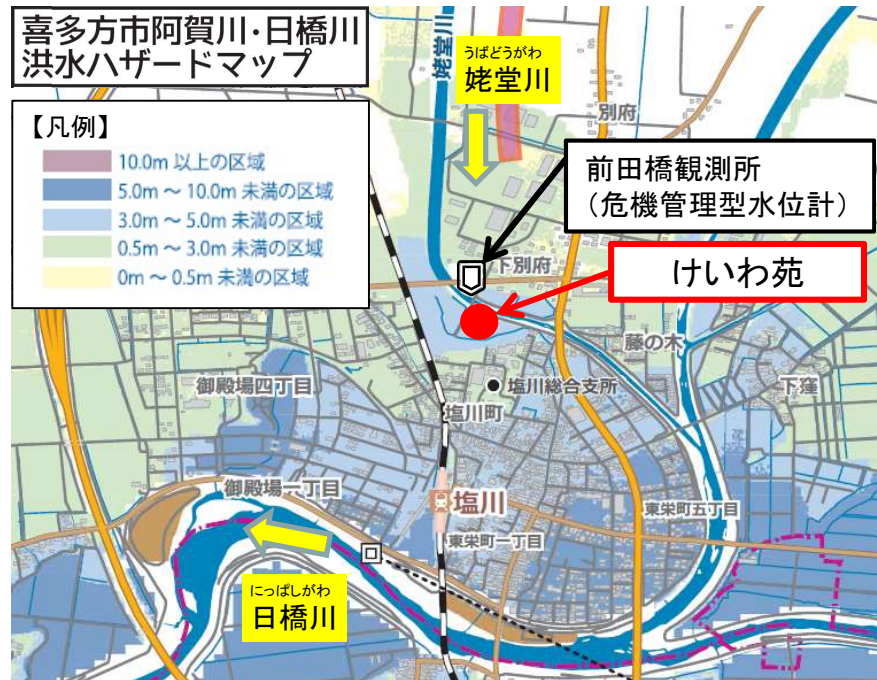 喜多方市阿賀川・日橋川
洪水ハザードマップ
【凡例】
10.0m 以上の区域
5.0m ～ 10.0m 未満の区域
3.0m ～ 5.0m 未満の区域
0.5m ～ 3.0m 未満の区域
0m ～ 0.5m 未満の区域
姥堂川
うばどうがわ
姥堂川
別府
前田橋観測所
（危機管理型水位計）
下別府
けいわ苑
藤の木
御殿場四丁目
塩川総合支所
下窪
塩川町
御殿場一丁目
塩川
東栄町五丁目
東栄町一丁目
にっぱしがわ
日橋川